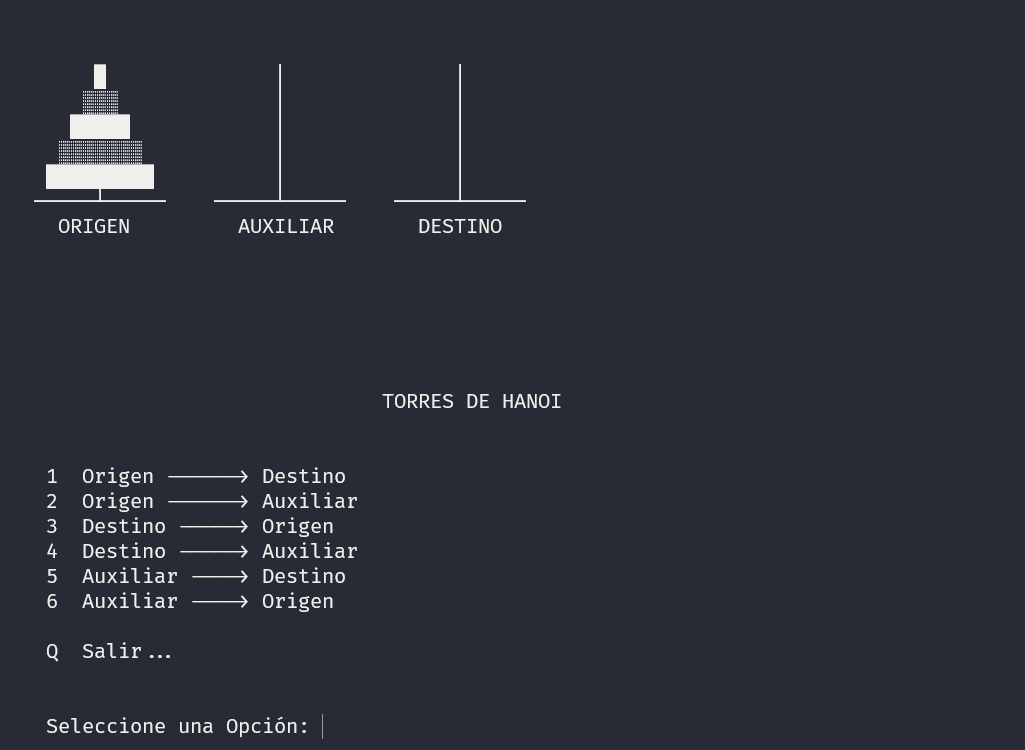 ORIGEN AUXILIAR DESTINO
TORRES DE HANOI
1 Origen ——————> Destino
2 Origen ——————> Auxiliar
3 Destino —————> Origen
4 Destino —————> Auxiliar
5 Auxiliar ————> Destino
6 Auxiliar ————> Origen
Q Salir...
Seleccione una Opción: